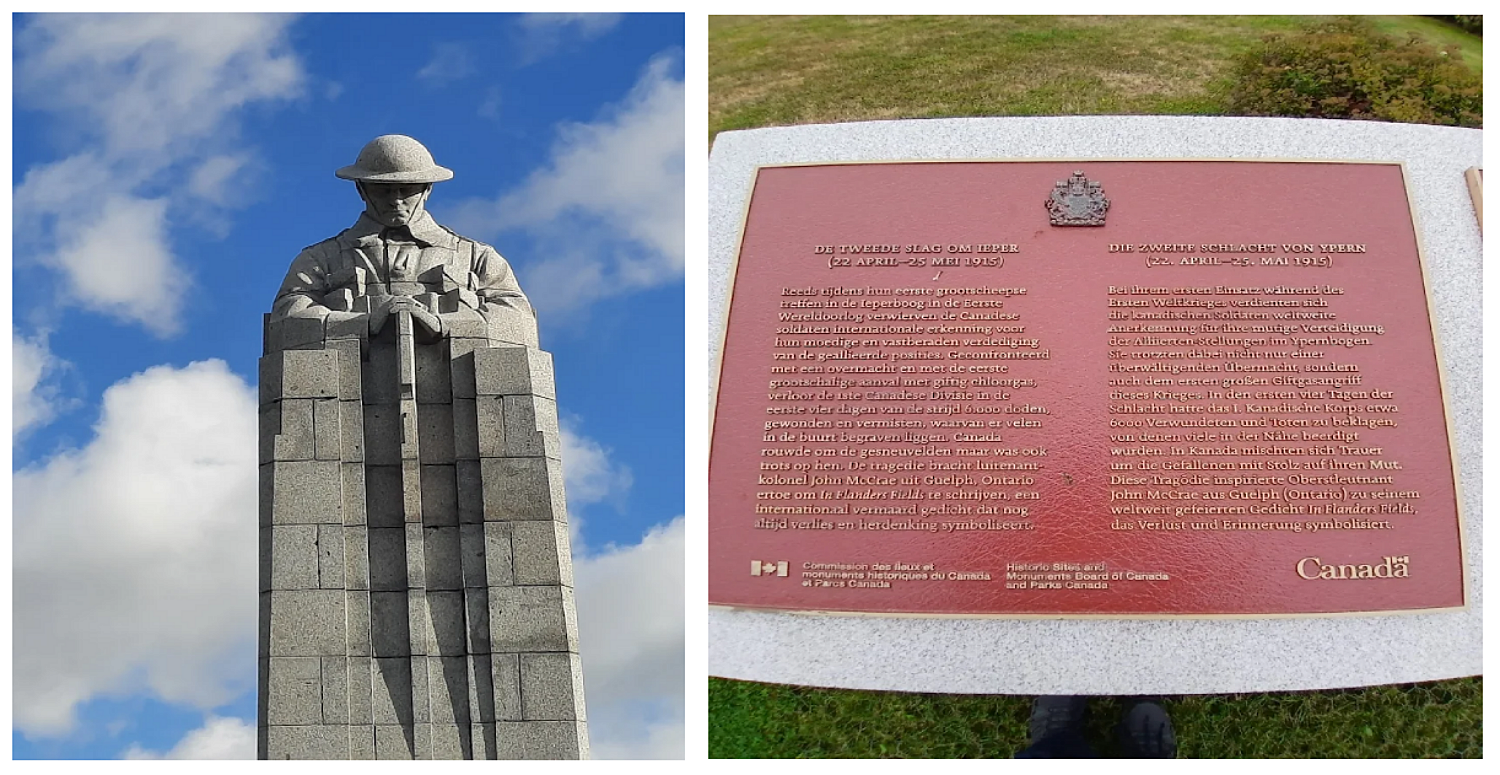 DE TWEEDE SLAG OM IEPER
(22 APRIL–25 MEI 1915)
Reeds tijdens hun eerste grootscheepse
treffen in de Ieperboog in de Eerste
Wereldoorlog verwierven de Canadese
soldaten internationale erkenning voor
hun moedige en vastberaden verdediging
van de geallieerde posities. Geconfronteerd
met een overmacht en met de eerste
grootschalige aanval met giftig chloorgas,
verloor de 1ste Canadese Divisie in de
eerste vier dagen van de strijd 6.000 doden,
gewonden en vermisten, waarvan er velen
in de buurt begraven liggen. Canada
rouwde om de gesneuvelden maar was ook
trots op hen. De tragedie bracht luitenant-
kolonel John McCrae uit Guelph, Ontario
ertoe om In Flanders Fields te schrijven, een
internationaal vermaard gedicht dat nog
altijd verlies en herdenking symboliseert.
DIE ZWEITE SCHLACHT VON YPERN
(22. APRIL–25. MAI 1915)
Bei ihrem ersten Einsatz während des
Ersten Weltkrieges verdienten sich
die kanadischen Soldaten weltweite
Anerkennung für ihre mutige Verteidigung
der Alliierten-Stellungen im Ypernbogen.
Sie trotzten dabei nicht nur einer
überwältigenden Übermacht, sondern
auch dem ersten großen Giftgasangriff
dieses Krieges. In den ersten vier Tagen der
Schlacht hatte das I. Kanadische Korps etwa
6000 Verwundeten und Toten zu beklagen,
von denen viele in der Nähe beerdigt
wurden. In Kanada mischten sich Trauer
um die Gefallenen mit Stolz auf ihren Mut.
Diese Tragödie inspirierte Oberstleutnant
John McCrae aus Guelph (Ontario) zu seinem
weltweit gefeierten Gedicht In Flanders Fields,
das Verlust und Erinnerung symbolisiert.
Commission des lieux et
monuments historiques du Canada
et Parcs Canada
Historic Sites and
Monuments Board of Canada
and Parks Canada
Canada